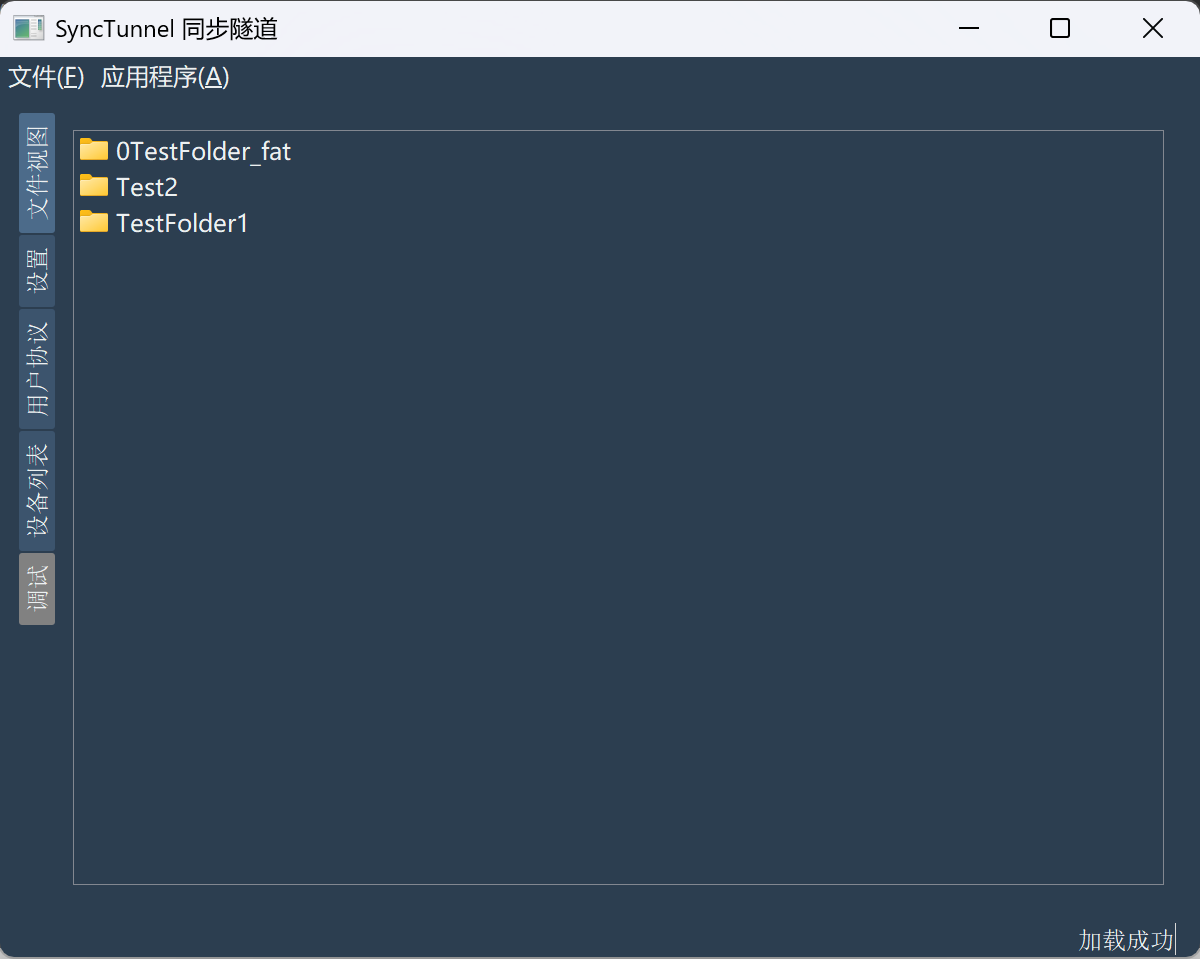 SyncTunnel 同步隧道
文件(F) 应用程序(A)
文件视图
设置
用户协议
设备列表
调试
0TestFolder_fat
Test2
TestFolder1
加载成功